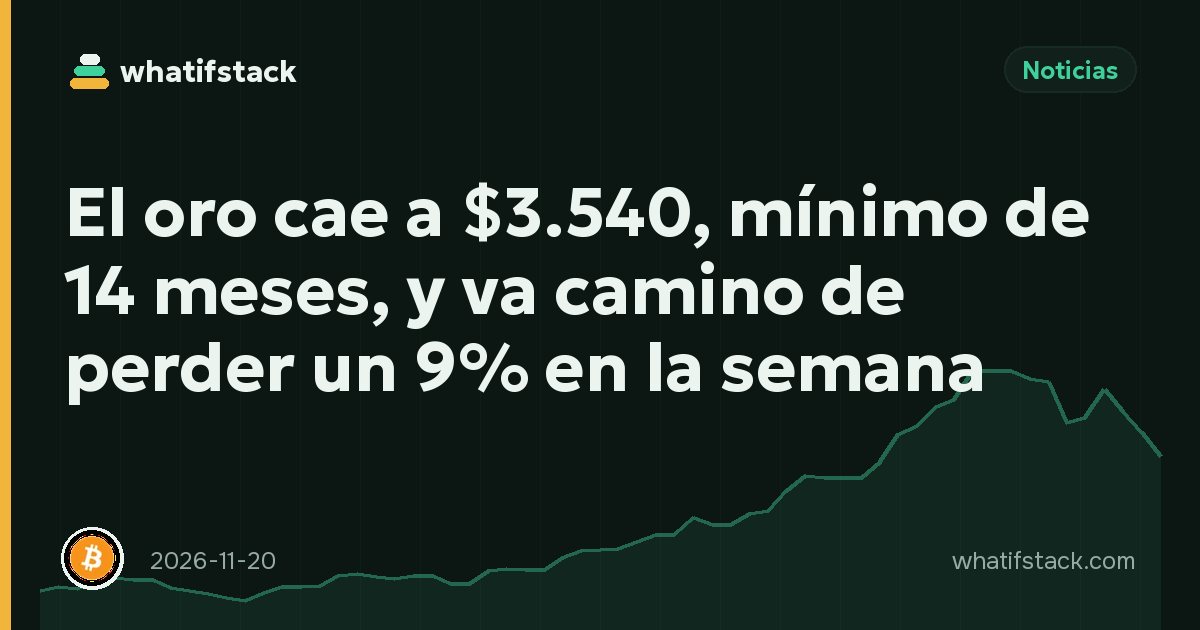 whatifstack
Noticias
El oro cae a $3.540, mínimo de
14 meses, y va camino de
perder un 9% en la semana
2026-11-20
whatifstack.com